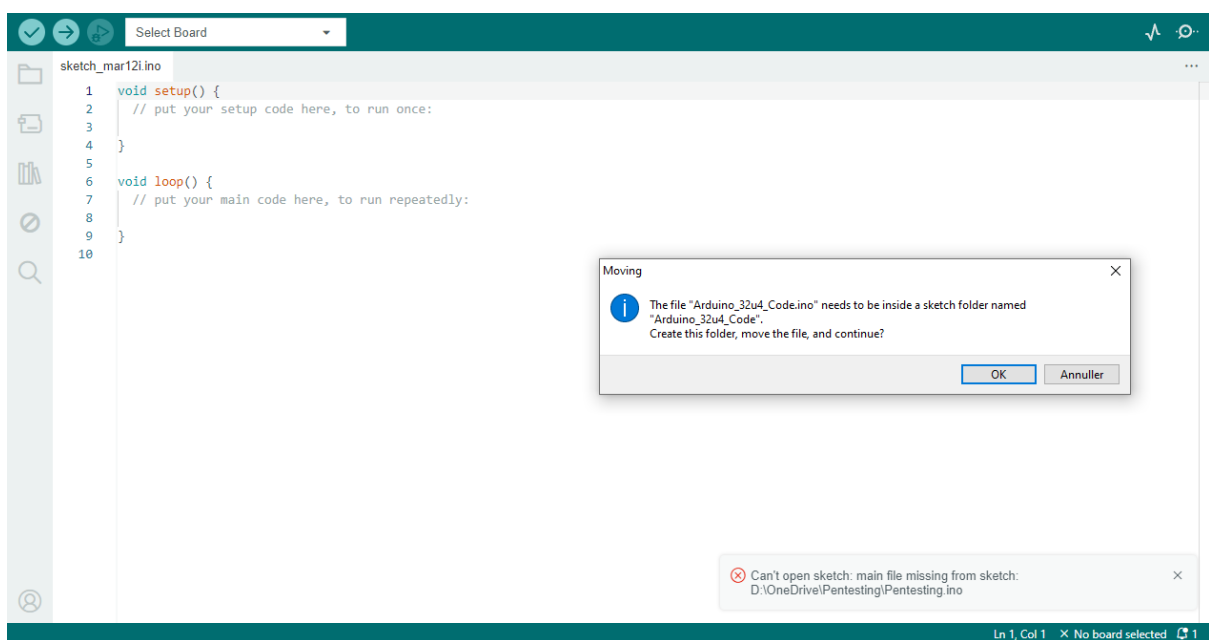 Select Board
sketch_mar12i.ino
1 void setup() {
2 // put your setup code here, to run once:
3
4 }
5
6 void loop() {
7 // put your main code here, to run repeatedly:
8
9 }
10
Moving
The file "Arduino_32u4_Code.ino" needs to be inside a sketch folder named
"Arduino_32u4_Code".
Create this folder, move the file, and continue?
OK Annuller
Can't open sketch: main file missing from sketch:
D:\OneDrive\Pentesting\Pentesting.ino
Ln 1, Col 1 × No board selected 1